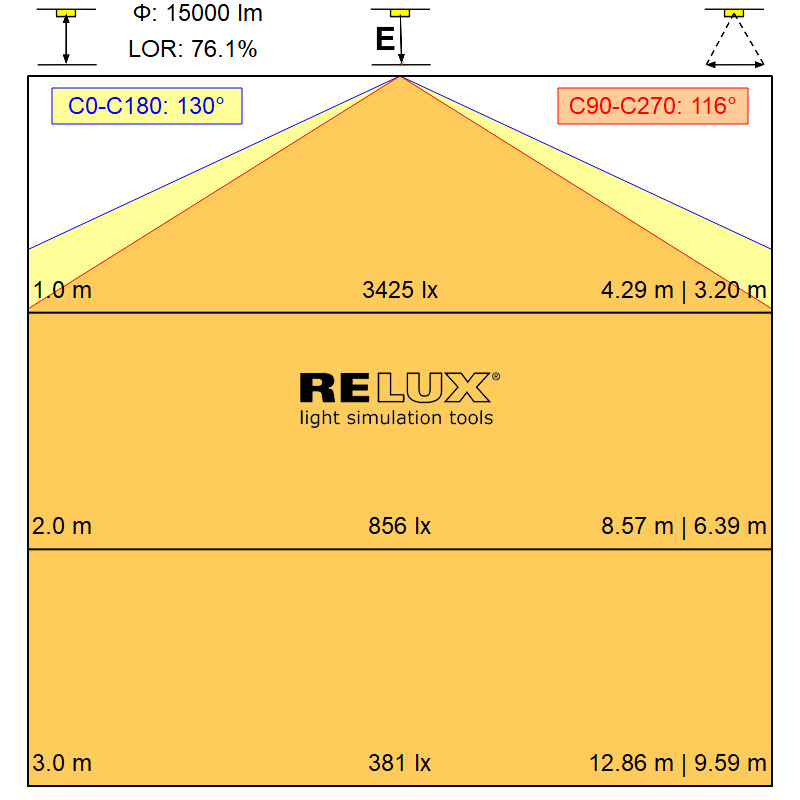 Φ: 15000 lm
LOR: 76.1%
E
C0-C180: 130°
C90-C270: 116°
1.0 m 3425 lx 4.29 m | 3.20 m
RELUX®
light simulation tools
2.0 m 856 lx 8.57 m | 6.39 m
3.0 m 381 lx 12.86 m | 9.59 m